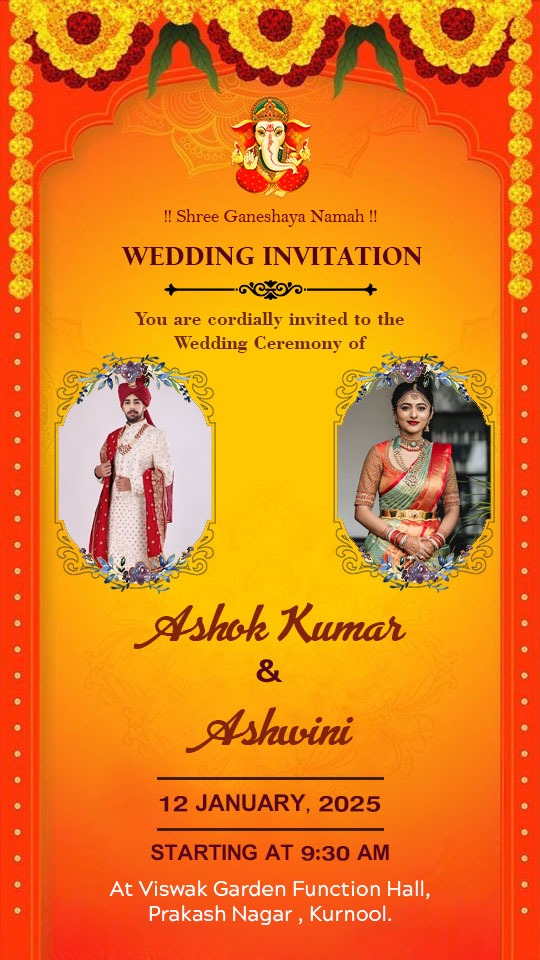 !! Shree Ganeshaya Namah !!
WEDDING INVITATION
You are cordially invited to the
Wedding Ceremony of
Ashok Kumar
&
Ashwini
12 JANUARY, 2025
STARTING AT 9:30 AM
At Viswak Garden Function Hall,
Prakash Nagar , Kurnool.